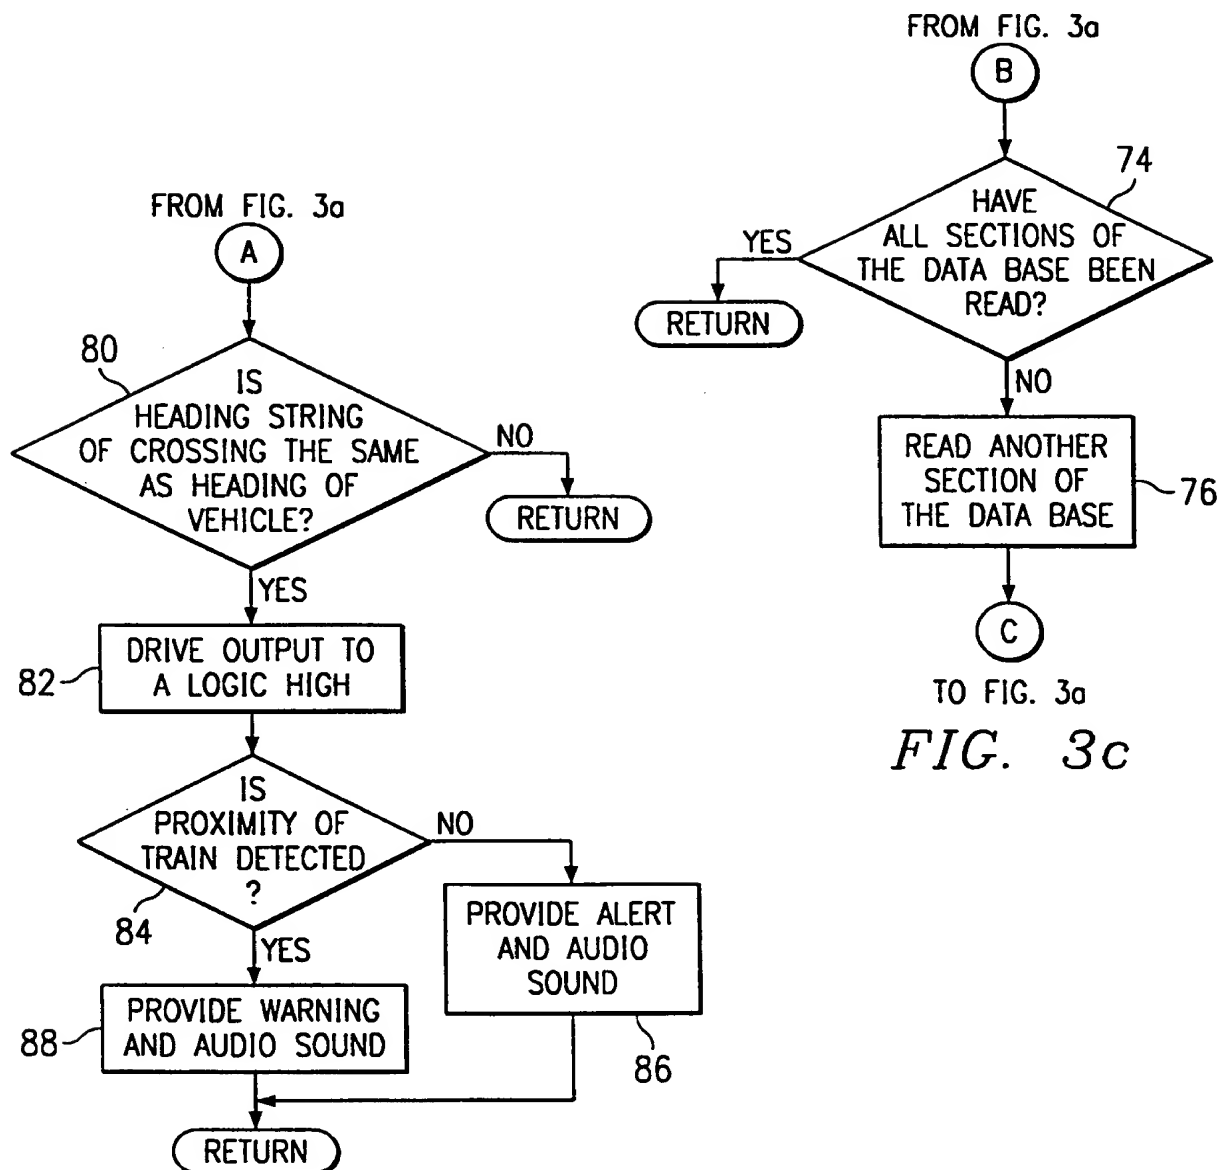 FROM FIG. 3a
A
80
IS
HEADING STRING
OF CROSSING THE SAME
AS HEADING OF
VEHICLE?
NO
RETURN
YES
82
DRIVE OUTPUT TO
A LOGIC HIGH
IS
PROXIMITY OF
TRAIN DETECTED
?
84
NO
YES
PROVIDE ALERT
AND AUDIO
SOUND
86
88
PROVIDE WARNING
AND AUDIO SOUND
RETURN
FROM FIG. 3a
B
74
HAVE
ALL SECTIONS OF
THE DATA BASE BEEN
READ?
YES
RETURN
NO
READ ANOTHER
SECTION OF
THE DATA BASE
76
C
TO FIG. 3a
FIG. 3c